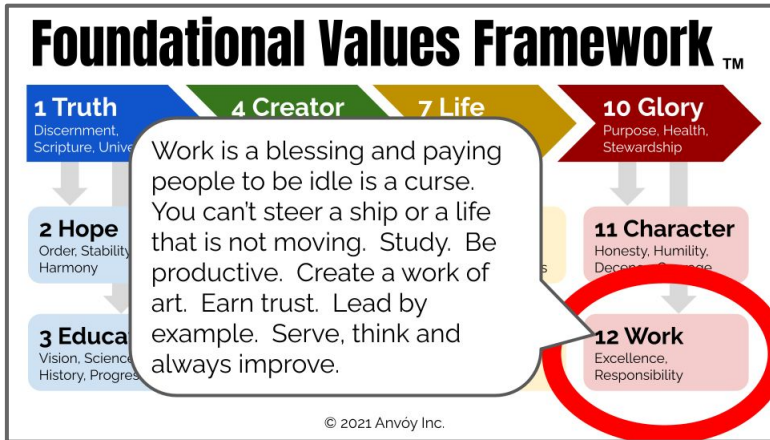 Foundational Values Framework ™
1 Truth
Discernment,
Scripture,
4 Creator
7 Life
10 Glory
Purpose, Health,
Stewardship
Work is a blessing and paying
people to be idle is a curse.
You can’t steer a ship or a life
that is not moving. Study. Be
productive. Create a work of
art. Earn trust. Lead by
example. Serve, think and
always improve.
2 Hope
Order, Stability
Harmony
11 Character
Honesty, Humility.
3
Vision, Science
History,
12 Work
Excellence,
Responsibility
© 2021 Anvóy Inc.